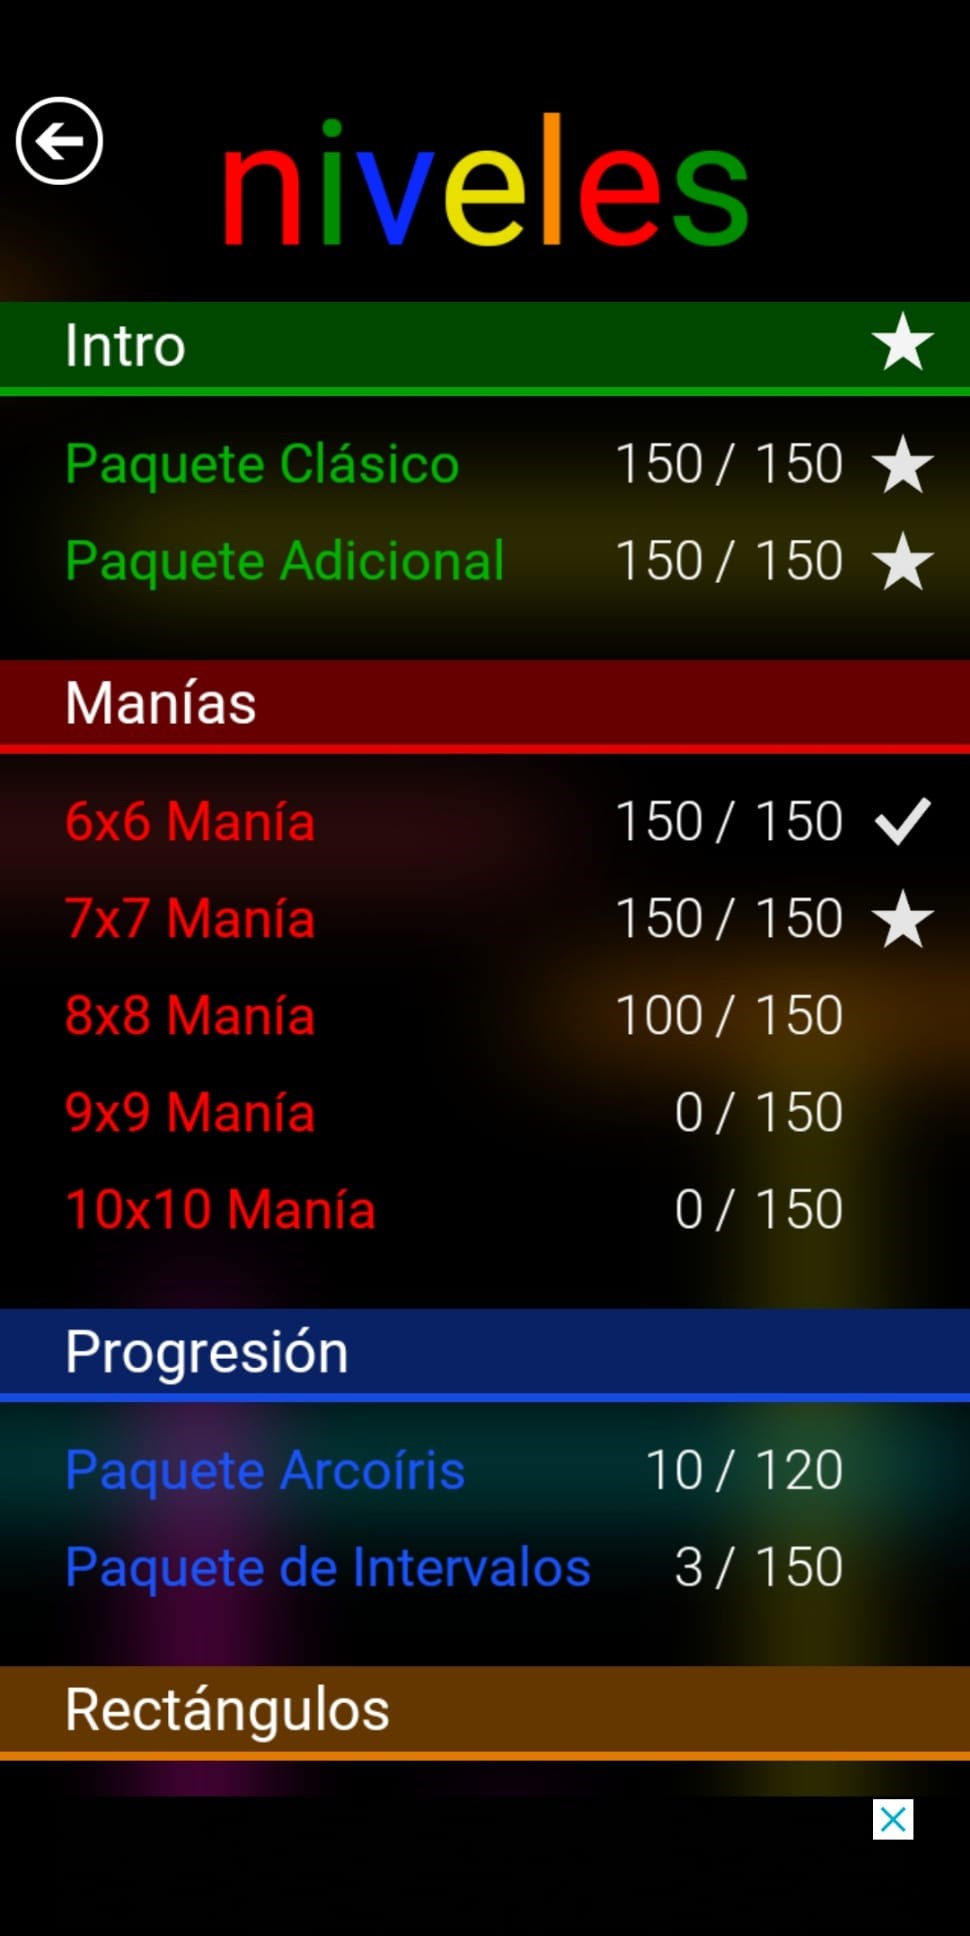 niveles
Intro
Paquete Clásico 150 / 150
Paquete Adicional 150 / 150
Manías
6x6 Manía 150 / 150
7x7 Manía 150 / 150
8x8 Manía 100 / 150
9x9 Manía 0 / 150
10x10 Manía 0 / 150
Progresión
Paquete Arcoíris 10 / 120
Paquete de Intervalos 3 / 150
Rectángulos